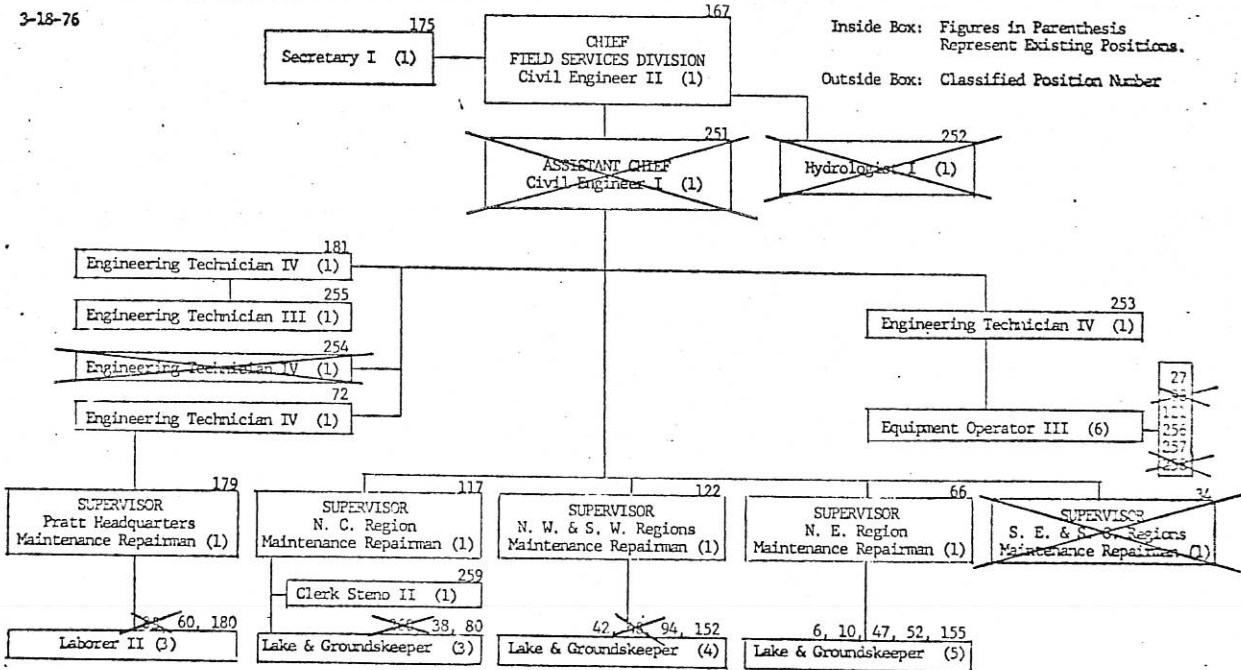 3-18-76
175
Secretary I (1)
167
CHIEF
FIELD SERVICES DIVISION
Civil Engineer II (1)
Inside Box: Figures in Parenthesis
Represent Existing Positions.
Outside Box: Classified Position Number
251
ASSISTANT CHIEF
Civil Engineer I (1)
252
Hydrologist I (1)
181
Engineering Technician IV (1)
255
Engineering Technician III (1)
254
Engineering Technician IV (1)
72
Engineering Technician IV (1)
253
Engineering Technician IV (1)
Equipment Operator III (6)
27
256
257
258
179
SUPERVISOR
Pratt Headquarters
Maintenance Repairman (1)
117
SUPERVISOR
N. C. Region
Maintenance Repairman (1)
122
SUPERVISOR
N. W. & S. W. Regions
Maintenance Repairman (1)
66
SUPERVISOR
N. E. Region
Maintenance Repairman (1)
34
SUPERVISOR
S. E. & S. C. Regions
Maintenance Repairman (1)
259
Clerk Steno II (1)
60, 180
Laborer II (3)
260, 38, 80
Lake & Groundskeeper (3)
42, 94, 152
Lake & Groundskeeper (4)
6, 10, 47, 52, 155
Lake & Groundskeeper (5)